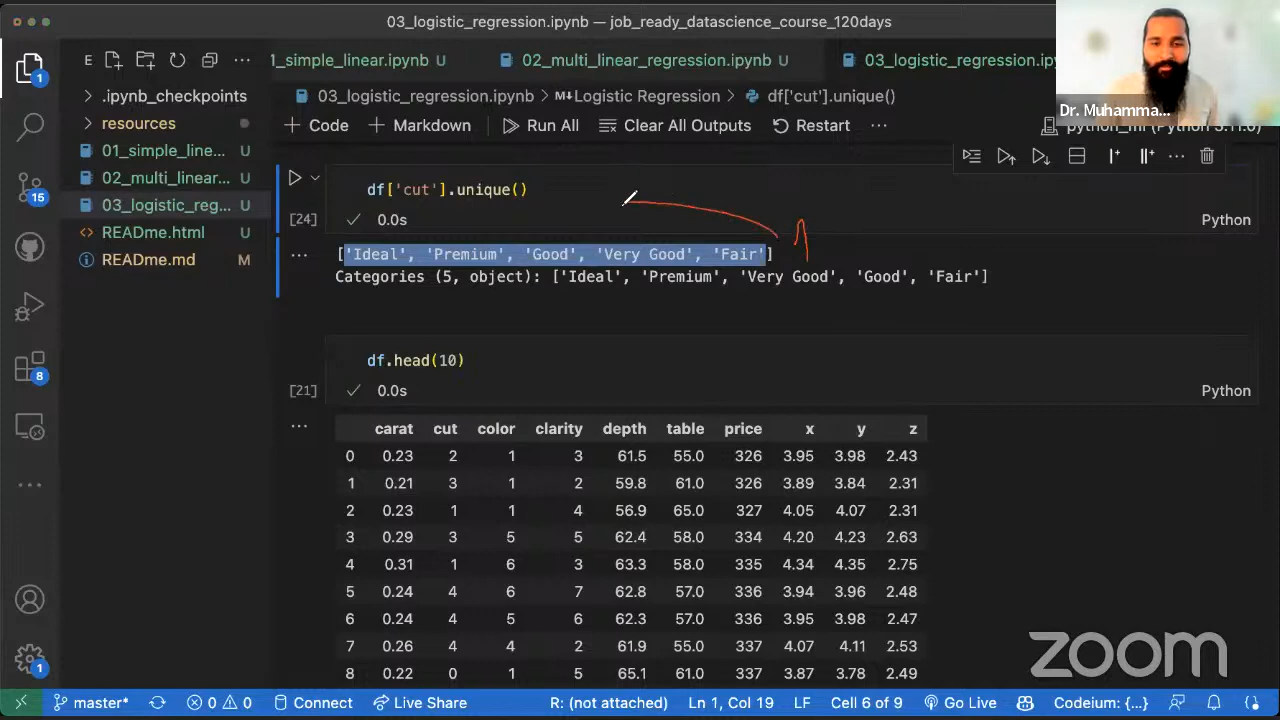 03_logistic_regression.ipynb — job_ready_datascience_course_120days
E
1_simple_linear.ipynb U
02_multi_linear_regression.ipynb U
03_logistic_regression.ipy
Dr. Muhamma...
.ipynb_checkpoints
03_logistic_regression.ipynb > M↓Logistic Regression > df['cut'].unique()
resources
+ Code + Markdown Run All Clear All Outputs Restart ...
01_simple_line... U
02_multi_linear... U
03_logistic_reg... U
READme.html U
READme.md M
1
15
8
1
df['cut'].unique()
[24] 0.0s Python
['Ideal', 'Premium', 'Good', 'Very Good', 'Fair']
Categories (5, object): ['Ideal', 'Premium', 'Very Good', 'Good', 'Fair']
df.head(10)
[21] 0.0s Python
carat cut color clarity depth table price x y z
0 0.23 2 1 3 61.5 55.0 326 3.95 3.98 2.43
1 0.21 3 1 2 59.8 61.0 326 3.89 3.84 2.31
2 0.23 1 1 4 56.9 65.0 327 4.05 4.07 2.31
3 0.29 3 5 5 62.4 58.0 334 4.20 4.23 2.63
4 0.31 1 6 3 63.3 58.0 335 4.34 4.35 2.75
5 0.24 4 6 7 62.8 57.0 336 3.94 3.96 2.48
6 0.24 4 5 6 62.3 57.0 336 3.95 3.98 2.47
7 0.26 4 4 2 61.9 55.0 337 4.07 4.11 2.53
8 0.22 0 1 5 65.1 61.0 337 3.87 3.78 2.49
zoom
master* 0 0 Connect Live Share R: (not attached) Ln 1, Col 19 LF Cell 6 of 9 Go Live Codeium: {...}